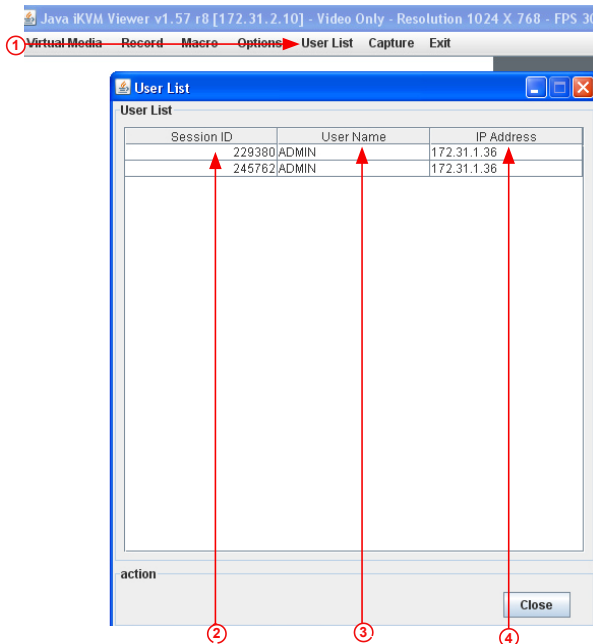 Java iKVM Viewer v1.57 r8 [172.31.2.10] - Video Only - Resolution 1024 X 768 - FPS 30
1 Virtual Media Record Macro Options User List Capture Exit
User List
User List
Session ID User Name IP Address
229380 ADMIN 172.31.1.36
245762 ADMIN 172.31.1.36
action
Close
2 3 4